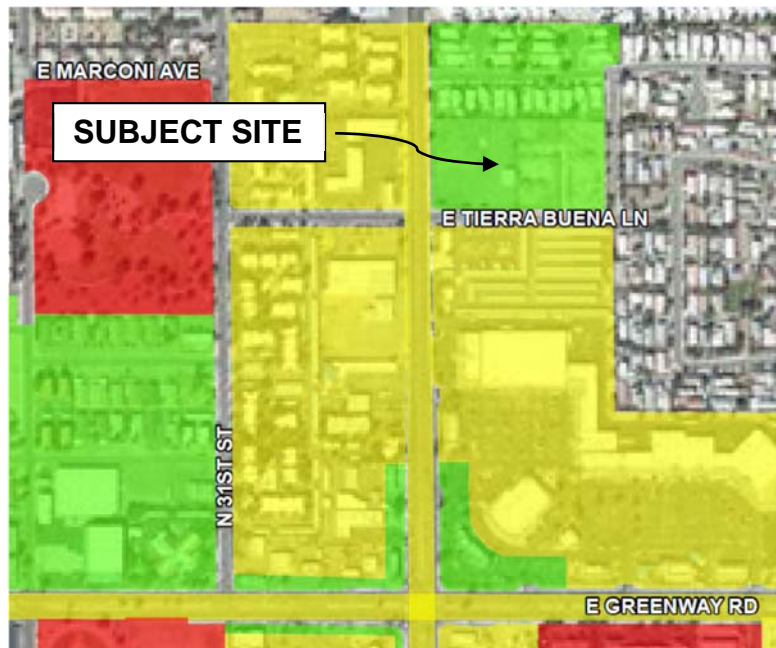 E MARCONI AVE
SUBJECT SITE
E TIERRA BUENA LN
N 31ST ST
E GREENWAY RD